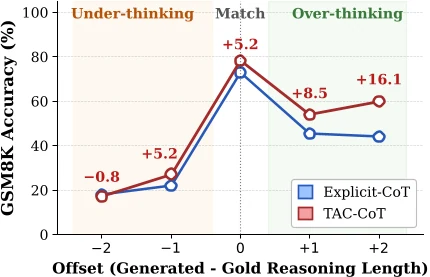 Under-thinking Match Over-thinking
100
80
60
40
20
0
GSM8K Accuracy (%)
−0.8
+5.2
+5.2
+8.5
+16.1
Explicit-CoT
TAC-CoT
−2 −1 0 +1 +2
Offset (Generated - Gold Reasoning Length)